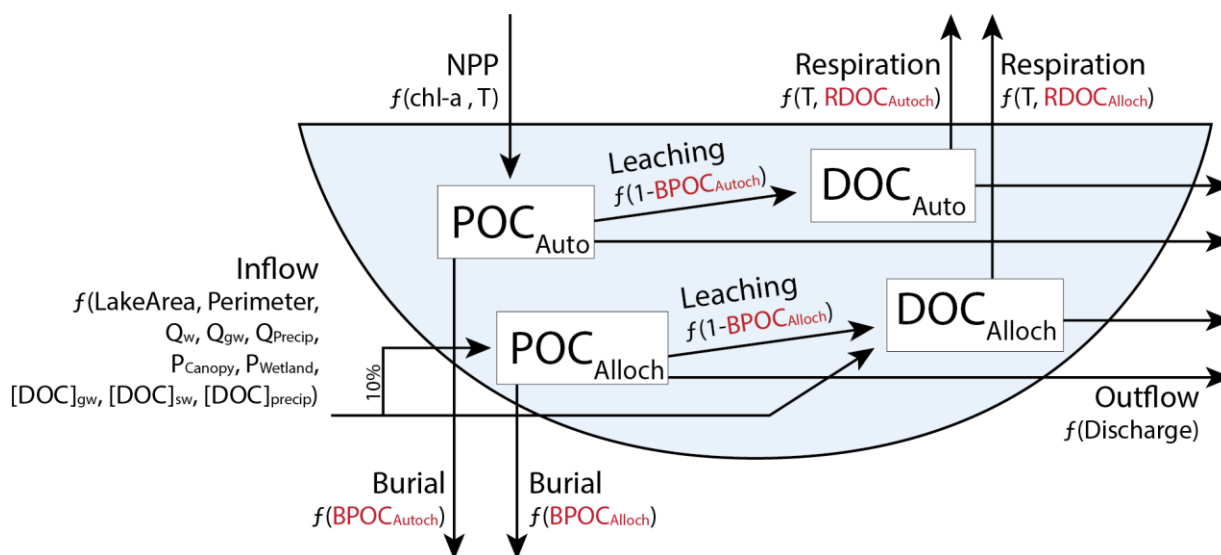 NPP
ƒ(chl-a , T)
Respiration
ƒ(T, RDOCAutoch)
Respiration
ƒ(T, RDOCAlloch)
Leaching
ƒ(1-BPOCAutoch)
DOCAuto
POCAuto
Inflow
ƒ(LakeArea, Perimeter,
Qw, Qgw, QPrecip,
PCanopy, PWetland,
[DOC]gw, [DOC]sw, [DOC]precip)
10%
Leaching
ƒ(1-BPOCAlloch)
DOCAlloch
POCAlloch
Outflow
ƒ(Discharge)
Burial
ƒ(BPOCAutoch)
Burial
ƒ(BPOCAlloch)